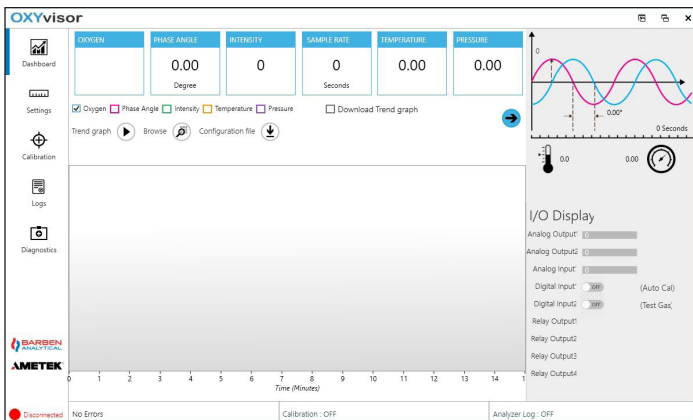 OXYvisor
Dashboard
Settings
Calibration
Logs
Diagnostics
BARBEN
ANALYTICAL
AMETEK
Disconnected
OXYGEN
PHASE ANGLE
0.00
Degree
INTENSITY
0
SAMPLE RATE
0
Seconds
TEMPERATURE
0.00
PRESSURE
0.00
Oxygen Phase Angle Intensity Temperature Pressure Download Trend graph
Trend graph Browse Configuration file
0 1 2 3 4 5 6 7 8 9 10 11 12 13 14 1
Time (Minutes)
0
0.00°
0 Seconds
0.0 0.00
I/O Display
Analog Output1 0
Analog Output2 0
Analog Input 0
Digital Input1 OFF (Auto Cal)
Digital Input2 OFF (Test Gas)
Relay Output1
Relay Output2
Relay Output3
Relay Output4
No Errors
Calibration : OFF
Analyzer Log : OFF